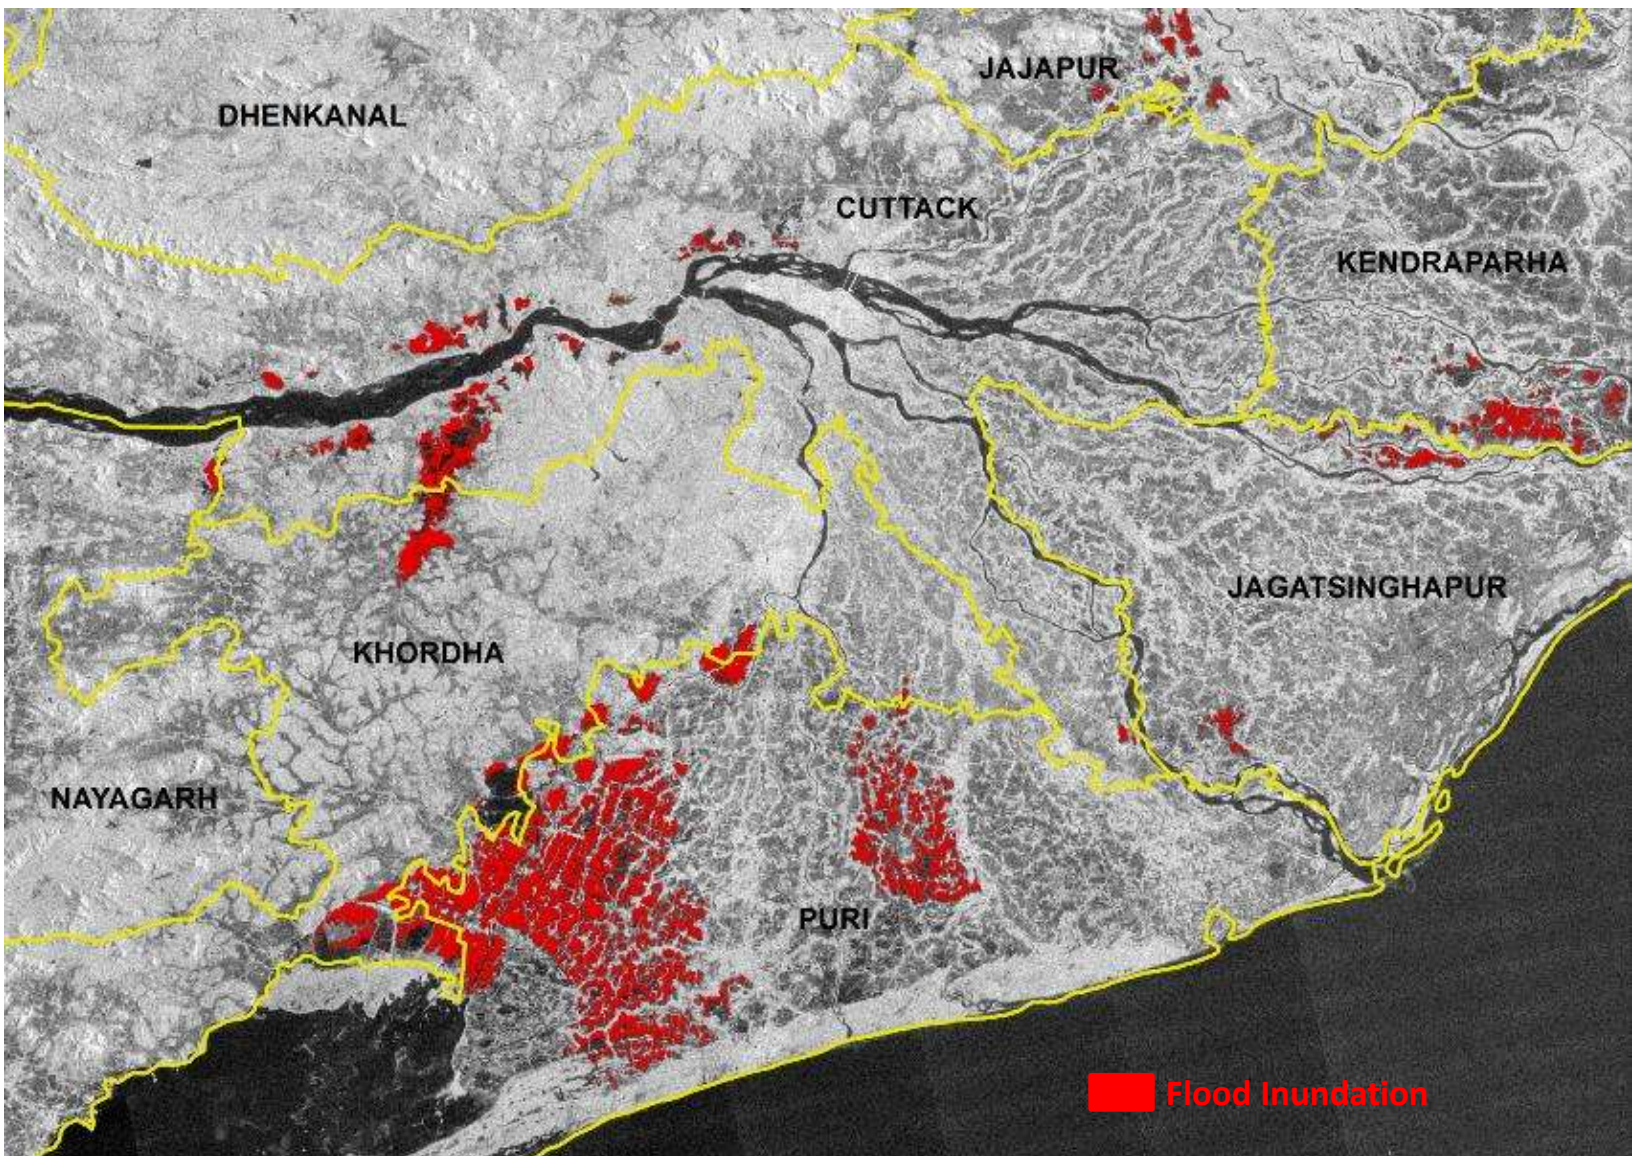 JAJAPUR
DHENKANAL
CUTTACK
KENDRAPARHA
JAGATSINGHAPUR
KHORDHA
NAYAGARH
PURI
Flood Inundation